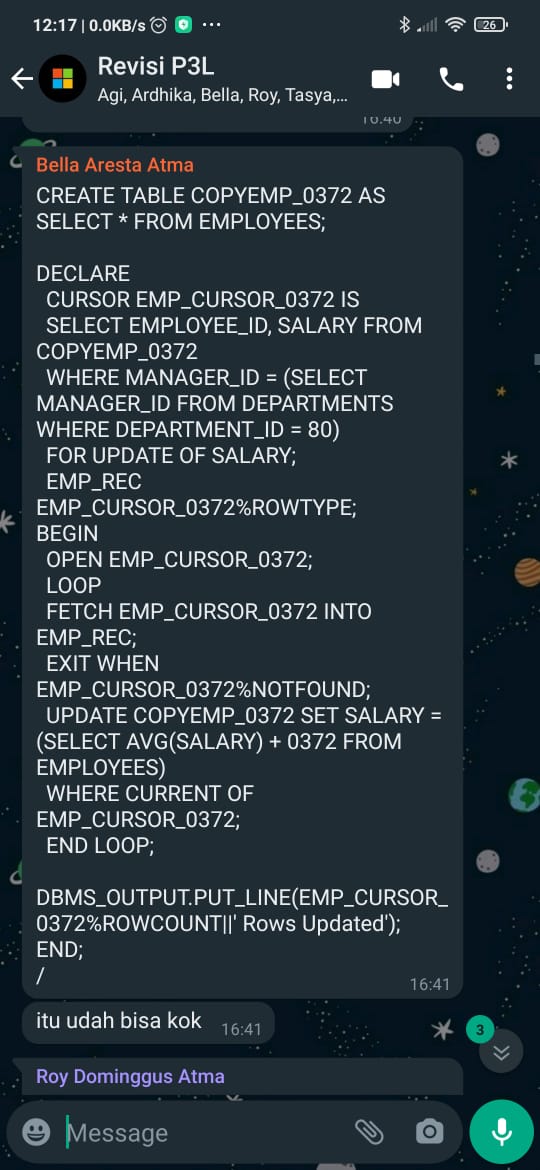 12:17 | 0.0KB/s
26
Revisi P3L
Agi, Ardhika, Bella, Roy, Tasya,...
16:40
Bella Aresta Atma
CREATE TABLE COPYEMP_0372 AS
SELECT * FROM EMPLOYEES;
DECLARE
CURSOR EMP_CURSOR_0372 IS
SELECT EMPLOYEE_ID, SALARY FROM
COPYEMP_0372
WHERE MANAGER_ID = (SELECT
MANAGER_ID FROM DEPARTMENTS
WHERE DEPARTMENT_ID = 80)
FOR UPDATE OF SALARY;
EMP_REC
EMP_CURSOR_0372%ROWTYPE;
BEGIN
OPEN EMP_CURSOR_0372;
LOOP
FETCH EMP_CURSOR_0372 INTO
EMP_REC;
EXIT WHEN
EMP_CURSOR_0372%NOTFOUND;
UPDATE COPYEMP_0372 SET SALARY =
(SELECT AVG(SALARY) + 0372 FROM
EMPLOYEES)
WHERE CURRENT OF
EMP_CURSOR_0372;
END LOOP;
DBMS_OUTPUT.PUT_LINE(EMP_CURSOR_
0372%ROWCOUNT||' Rows Updated');
END;
/
16:41
itu udah bisa kok 16:41
3
Roy Dominggus Atma
Message